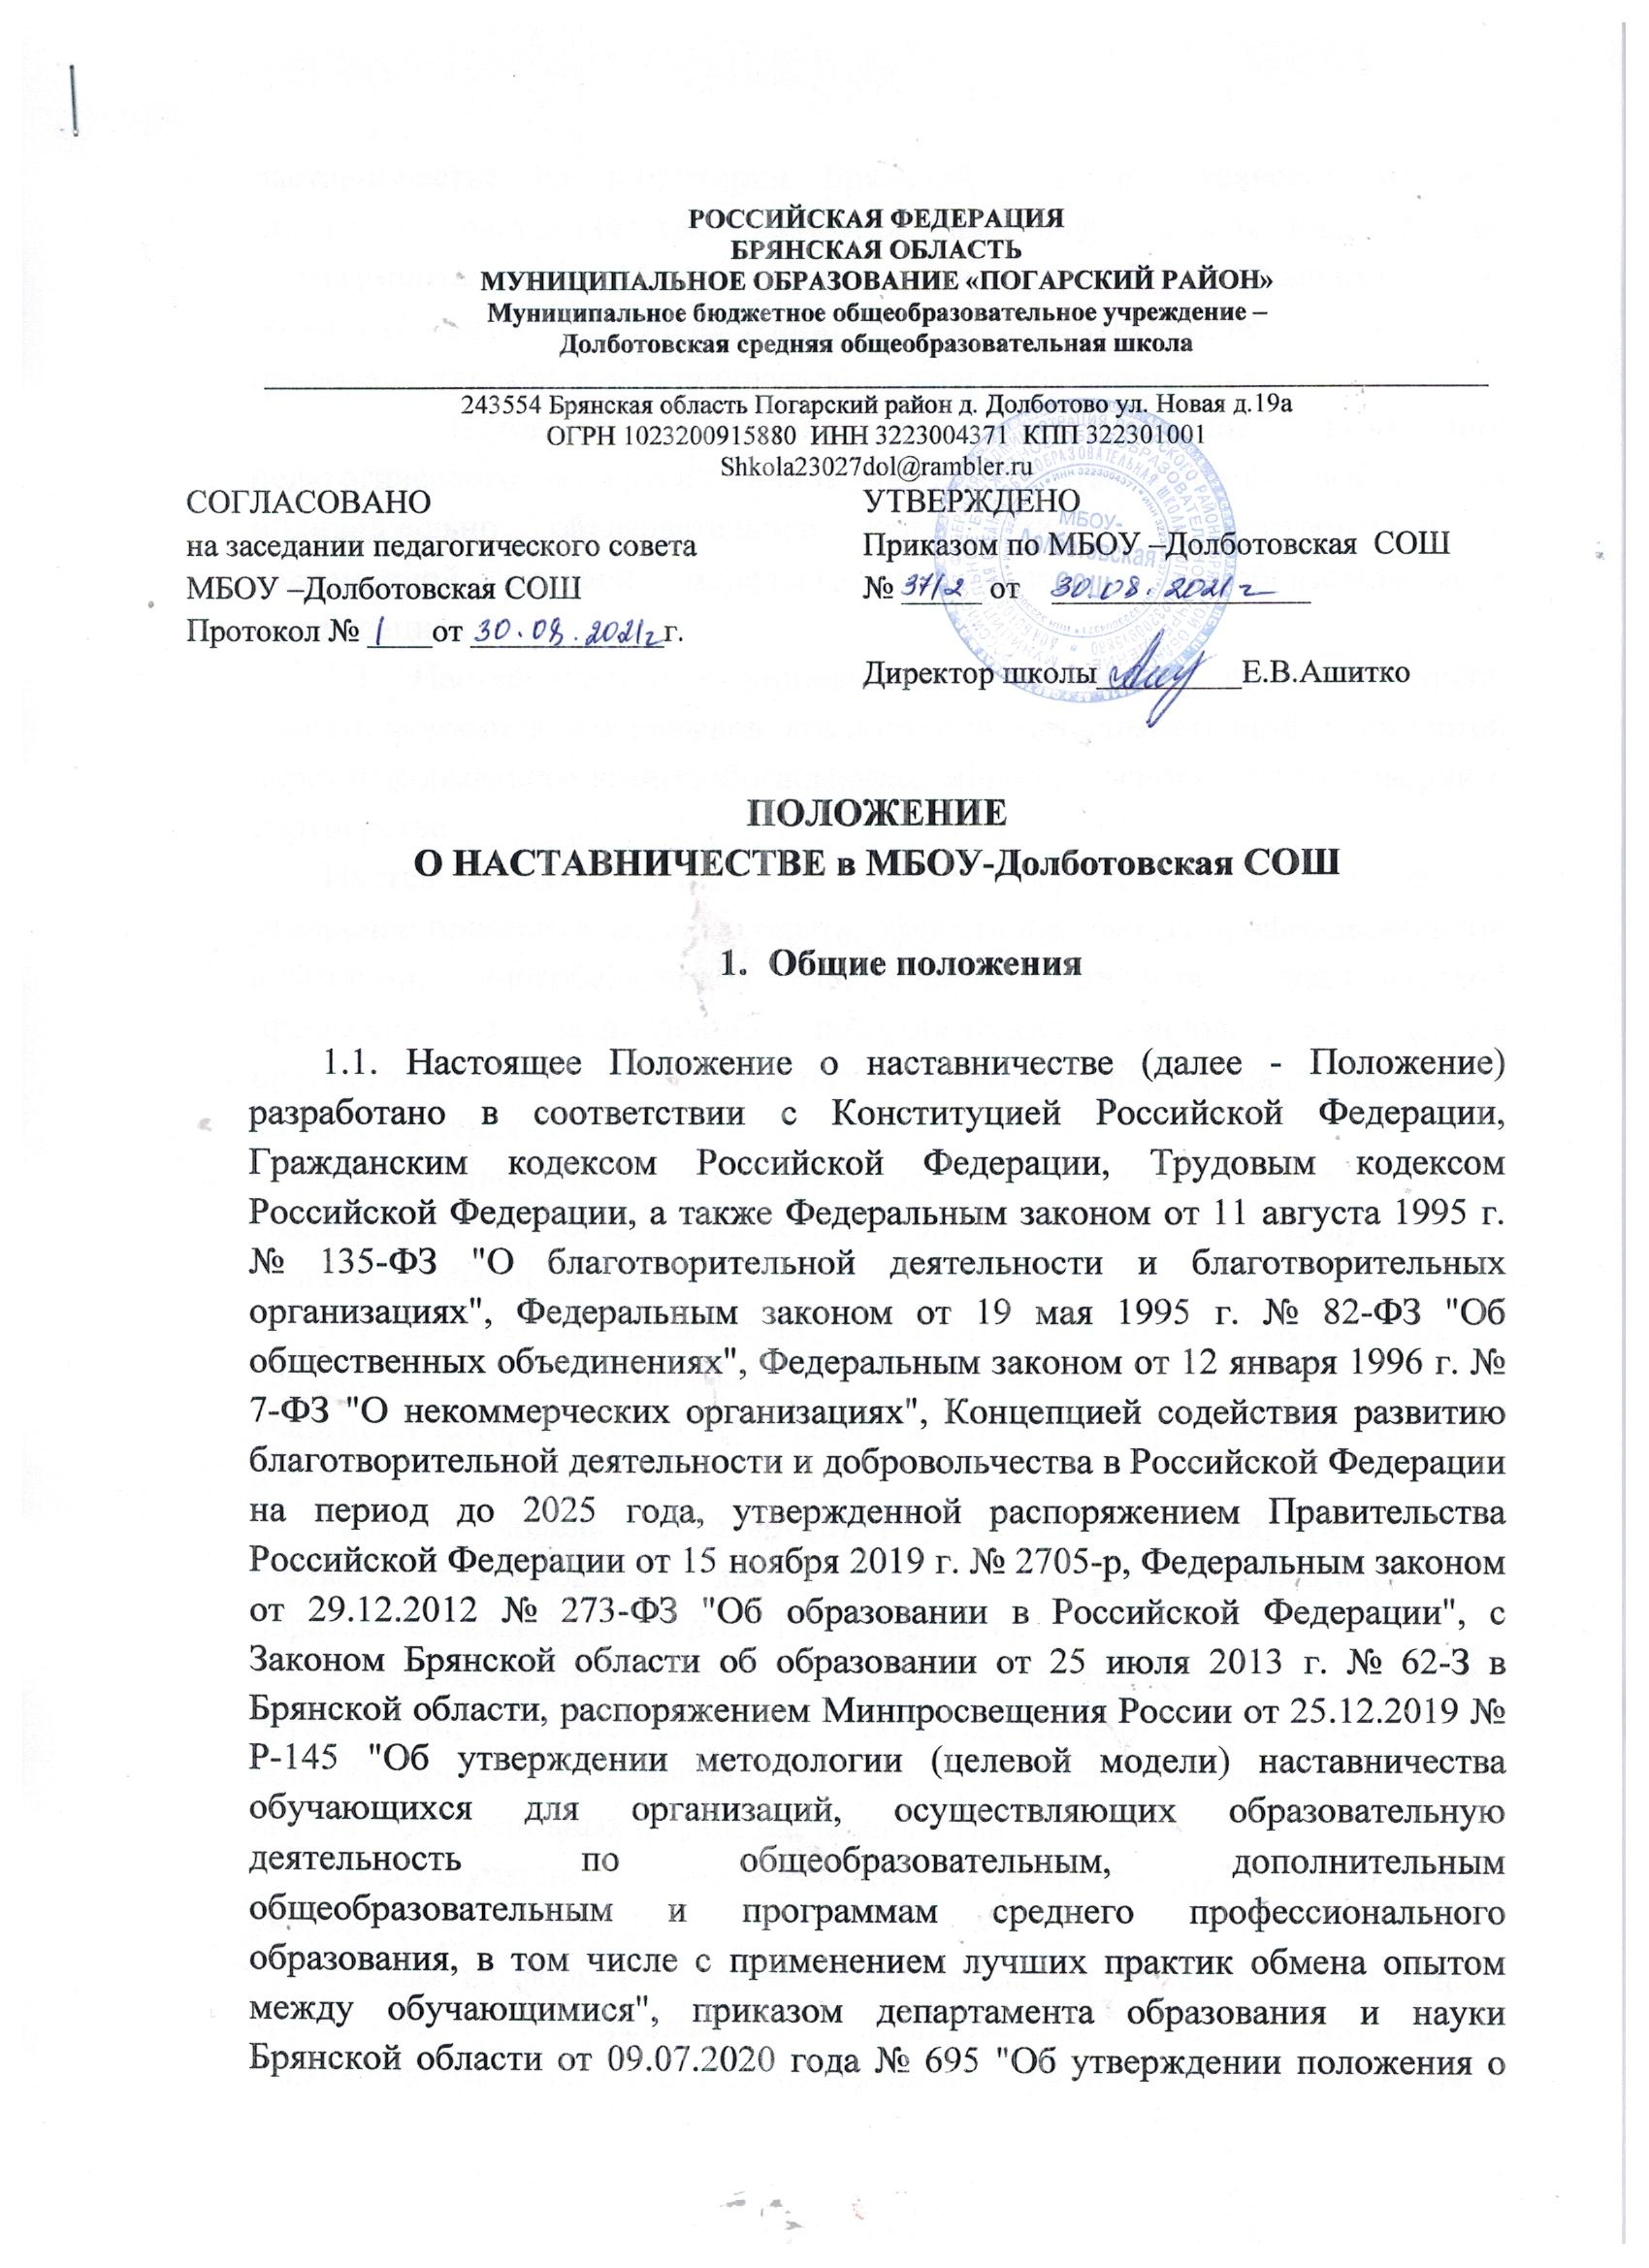 РОССИЙСКАЯ ФЕДЕРАЦИЯ
БРЯНСКАЯ ОБЛАСТЬ
МУНИЦИПАЛЬНОЕ ОБРАЗОВАНИЕ «ПОГАРСКИЙ РАЙОН»
Муниципальное бюджетное общеобразовательное учреждение –
Долботовская средняя общеобразовательная школа
243554 Брянская область Погарский район д. Долботово ул. Новая д.19а
ОГРН 1023200915880 ИНН 3223004371 КПП 322301001
Shkola23027dol@rambler.ru
СОГЛАСОВАНО
на заседании педагогического совета
МБОУ –Долботовская СОШ
Протокол № 1 от 30.08.2021г г.
УТВЕРЖДЕНО
Приказом по МБОУ –Долботовская СОШ
№ 37/2 от 30.08.2021г
Директор школы Е.В.Ашитко
МБОУ-
Долботовская
СОШ
ПОЛОЖЕНИЕ
О НАСТАВНИЧЕСТВЕ в МБОУ-Долботовская СОШ
1. Общие положения
1.1. Настоящее Положение о наставничестве (далее - Положение)
разработано в соответствии с Конституцией Российской Федерации,
Гражданским кодексом Российской Федерации, Трудовым кодексом
Российской Федерации, а также Федеральным законом от 11 августа 1995 г.
№ 135-ФЗ "О благотворительной деятельности и благотворительных
организациях", Федеральным законом от 19 мая 1995 г. № 82-ФЗ "Об
общественных объединениях", Федеральным законом от 12 января 1996 г. №
7-ФЗ "О некоммерческих организациях", Концепцией содействия развитию
благотворительной деятельности и добровольчества в Российской Федерации
на период до 2025 года, утвержденной распоряжением Правительства
Российской Федерации от 15 ноября 2019 г. № 2705-р, Федеральным законом
от 29.12.2012 № 273-ФЗ "Об образовании в Российской Федерации", с
Законом Брянской области об образовании от 25 июля 2013 г. № 62-З в
Брянской области, распоряжением Минпросвещения России от 25.12.2019 №
Р-145 "Об утверждении методологии (целевой модели) наставничества
обучающихся для организаций, осуществляющих образовательную
деятельность по общеобразовательным, дополнительным
общеобразовательным и программам среднего профессионального
образования, в том числе с применением лучших практик обмена опытом
между обучающимися", приказом департамента образования и науки
Брянской области от 09.07.2020 года № 695 "Об утверждении положения о